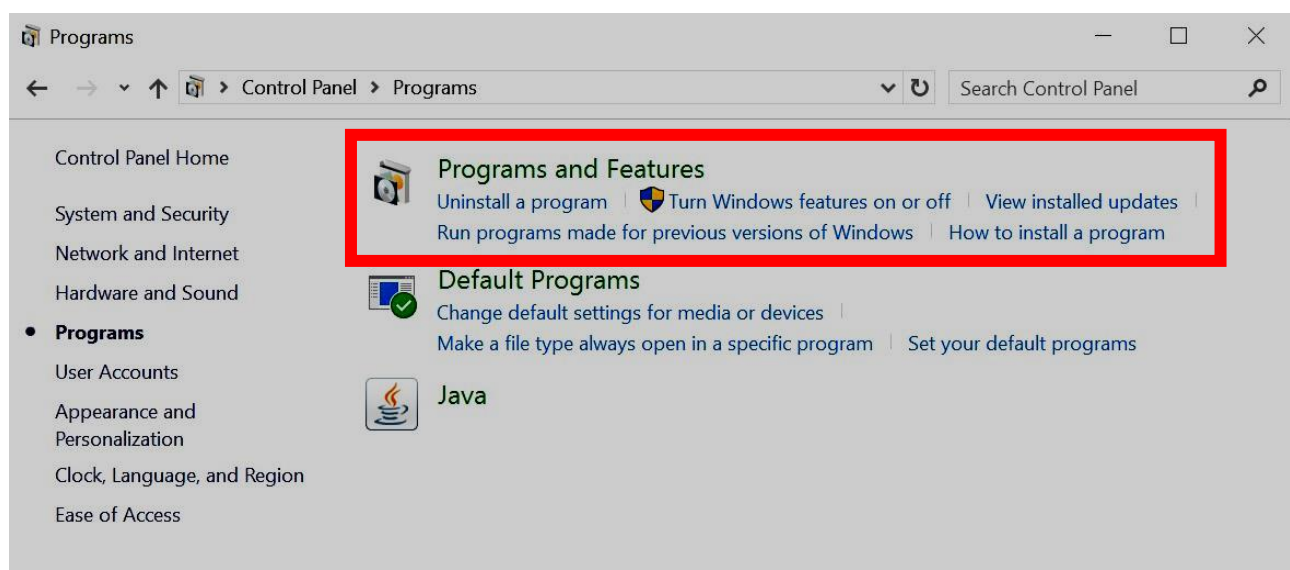 Programs
Control Panel > Programs
Search Control Panel
Control Panel Home
System and Security
Network and Internet
Hardware and Sound
Programs
User Accounts
Appearance and
Personalization
Clock, Language, and Region
Ease of Access
Programs and Features
Uninstall a program | Turn Windows features on or off | View installed updates |
Run programs made for previous versions of Windows | How to install a program
Default Programs
Change default settings for media or devices |
Make a file type always open in a specific program | Set your default programs
Java